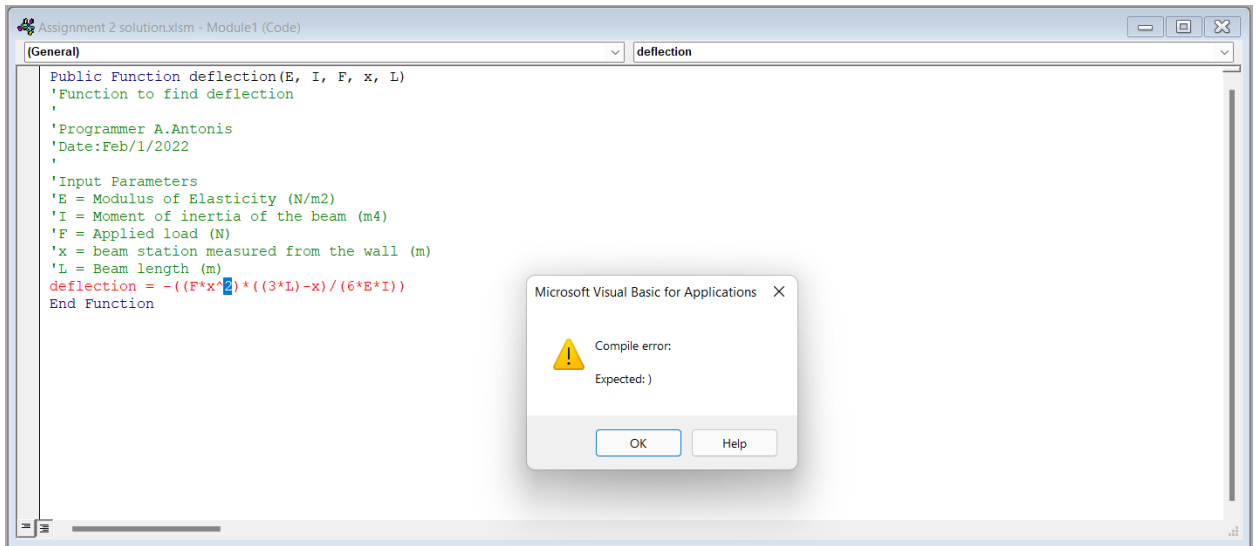 Assignment 2 solution.xlsm - Module1 (Code)
(General)
deflection
Public Function deflection(E, I, F, x, L)
'Function to find deflection
'
'Programmer A.Antonis
'Date:Feb/1/2022
'
'Input Parameters
'E = Modulus of Elasticity (N/m2)
'I = Moment of inertia of the beam (m4)
'F = Applied load (N)
'x = beam station measured from the wall (m)
'L = Beam length (m)
deflection = -((F*x^2)*((3*L)-x)/(6*E*I))
End Function
Microsoft Visual Basic for Applications
Compile error:
Expected: )
OK
Help